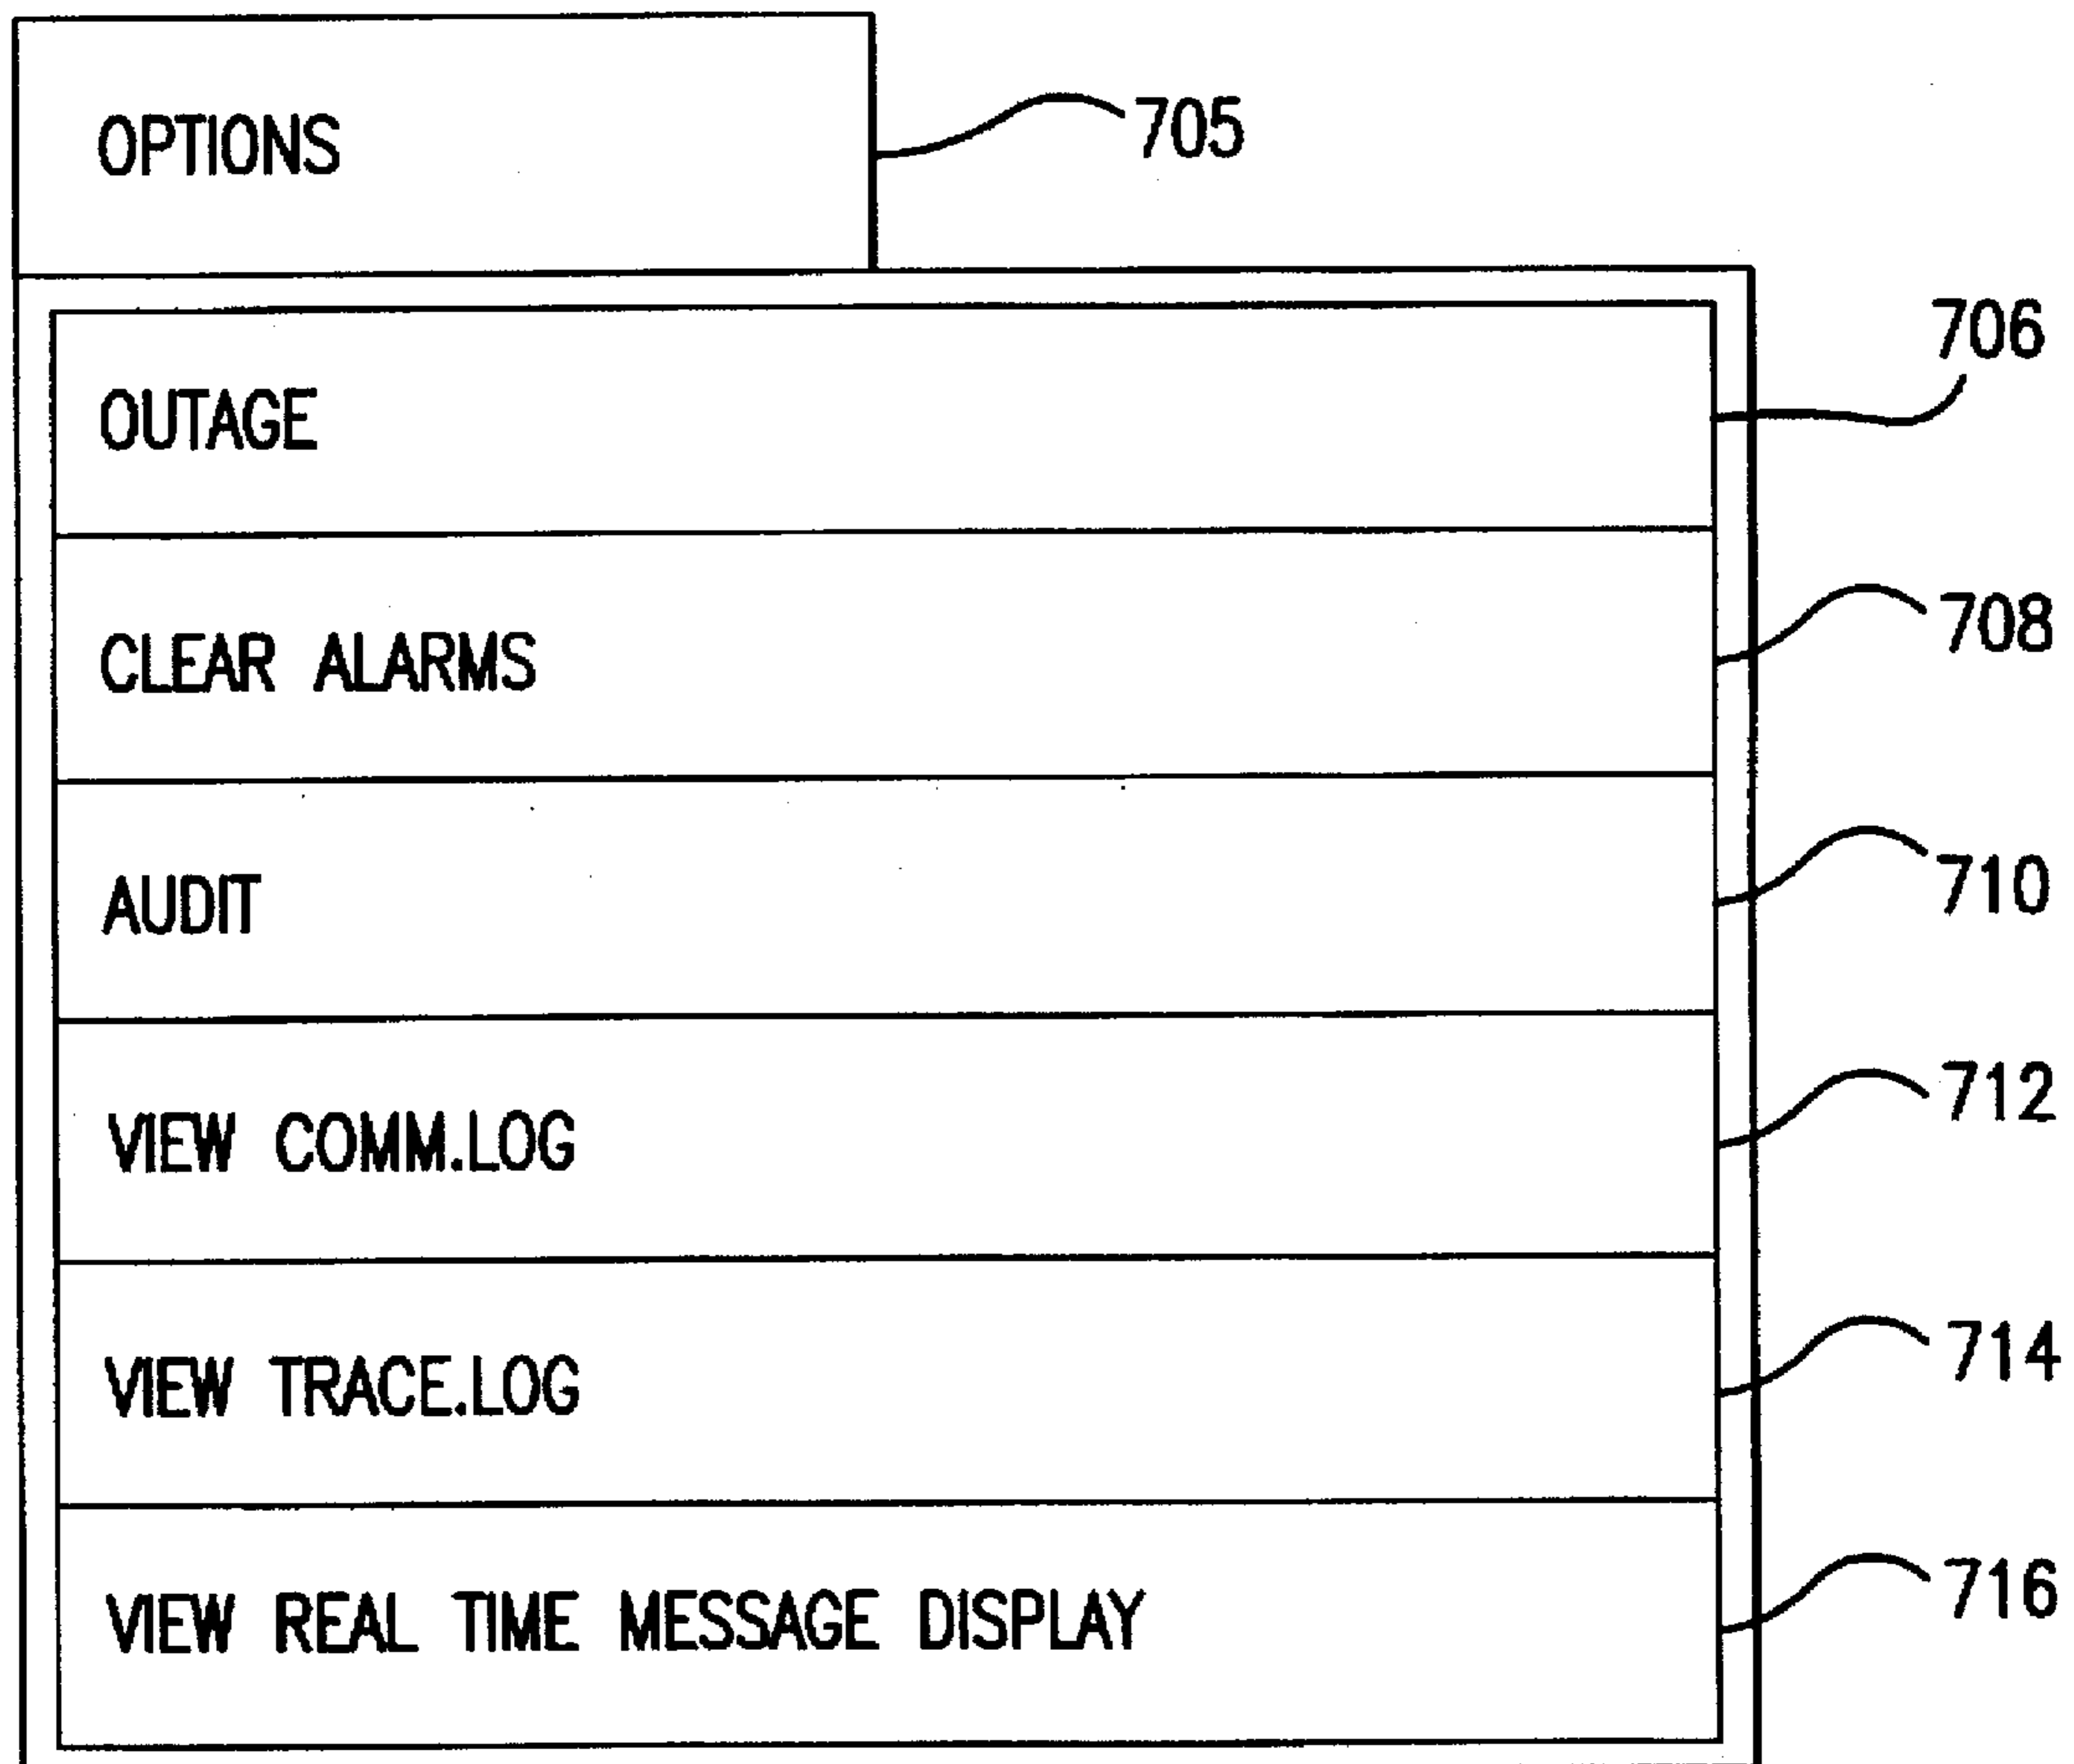 OPTIONS
705
OUTAGE
706
CLEAR ALARMS
708
AUDIT
710
VIEW COMM.LOG
712
VIEW TRACE.LOG
714
VIEW REAL TIME MESSAGE DISPLAY
716